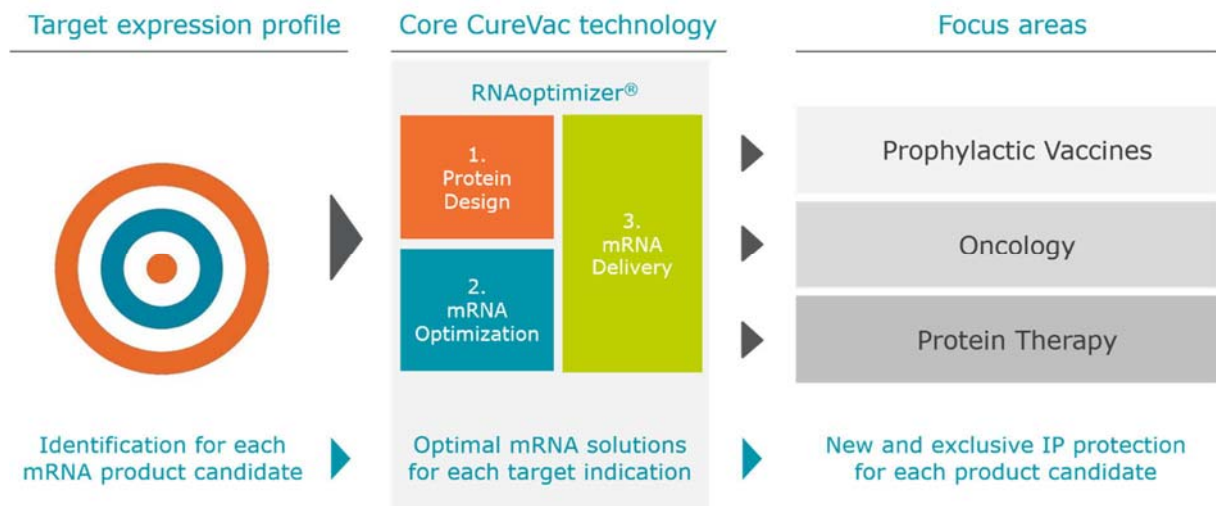 Target expression profile
Core CureVac technology
Focus areas
RNAoptimizer®
1.
Protein
Design
2.
mRNA
Optimization
3.
mRNA
Delivery
Prophylactic Vaccines
Oncology
Protein Therapy
Identification for each
mRNA product candidate
Optimal mRNA solutions
for each target indication
New and exclusive IP protection
for each product candidate